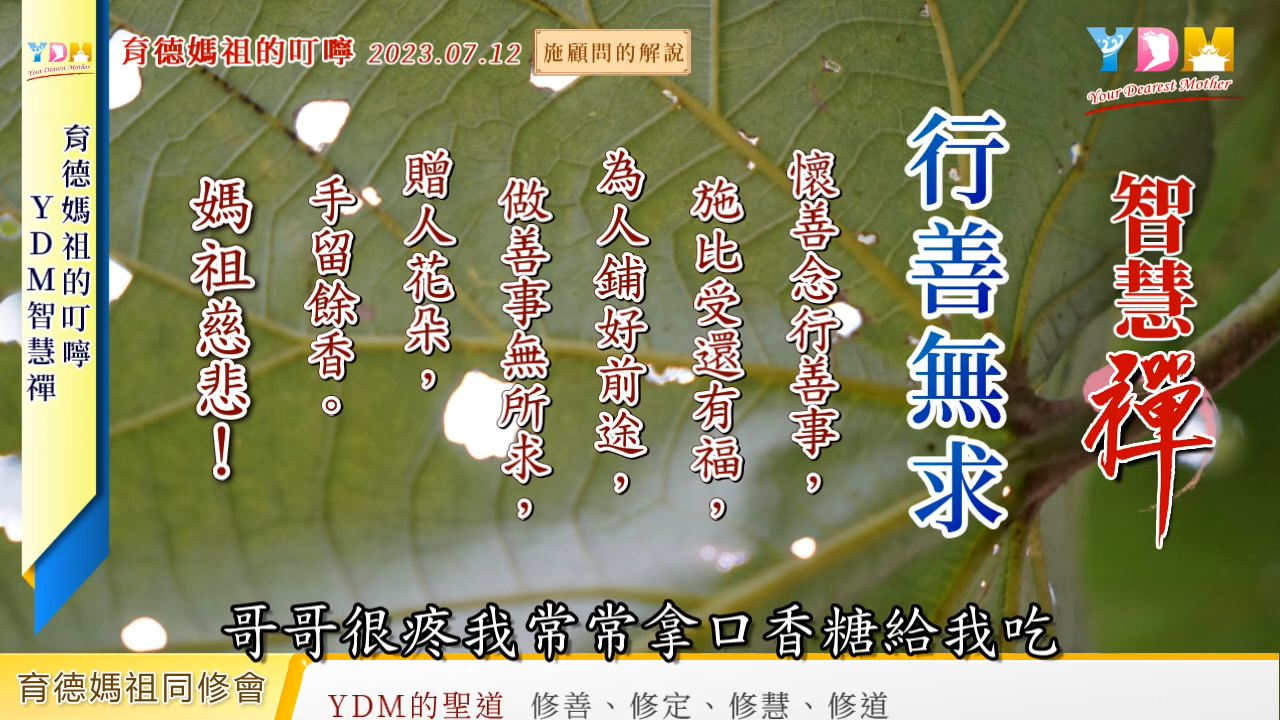 育德媽祖的叮嚀 2023.07.12
施顧問的解說
YDM
Your Dearest Mother
YDM
Your Dearest Mother
育德媽祖的叮嚀
YDM智慧禪
智慧禪
行善無求
懷善念行善事，
施比受還有福，
為人鋪好前途，
做善事無所求，
贈人花朵，
手留餘香。
媽祖慈悲！
哥哥很疼我常常拿口香糖給我吃
育德媽祖同修會
YDM的聖道 修善、修定、修慧、修道